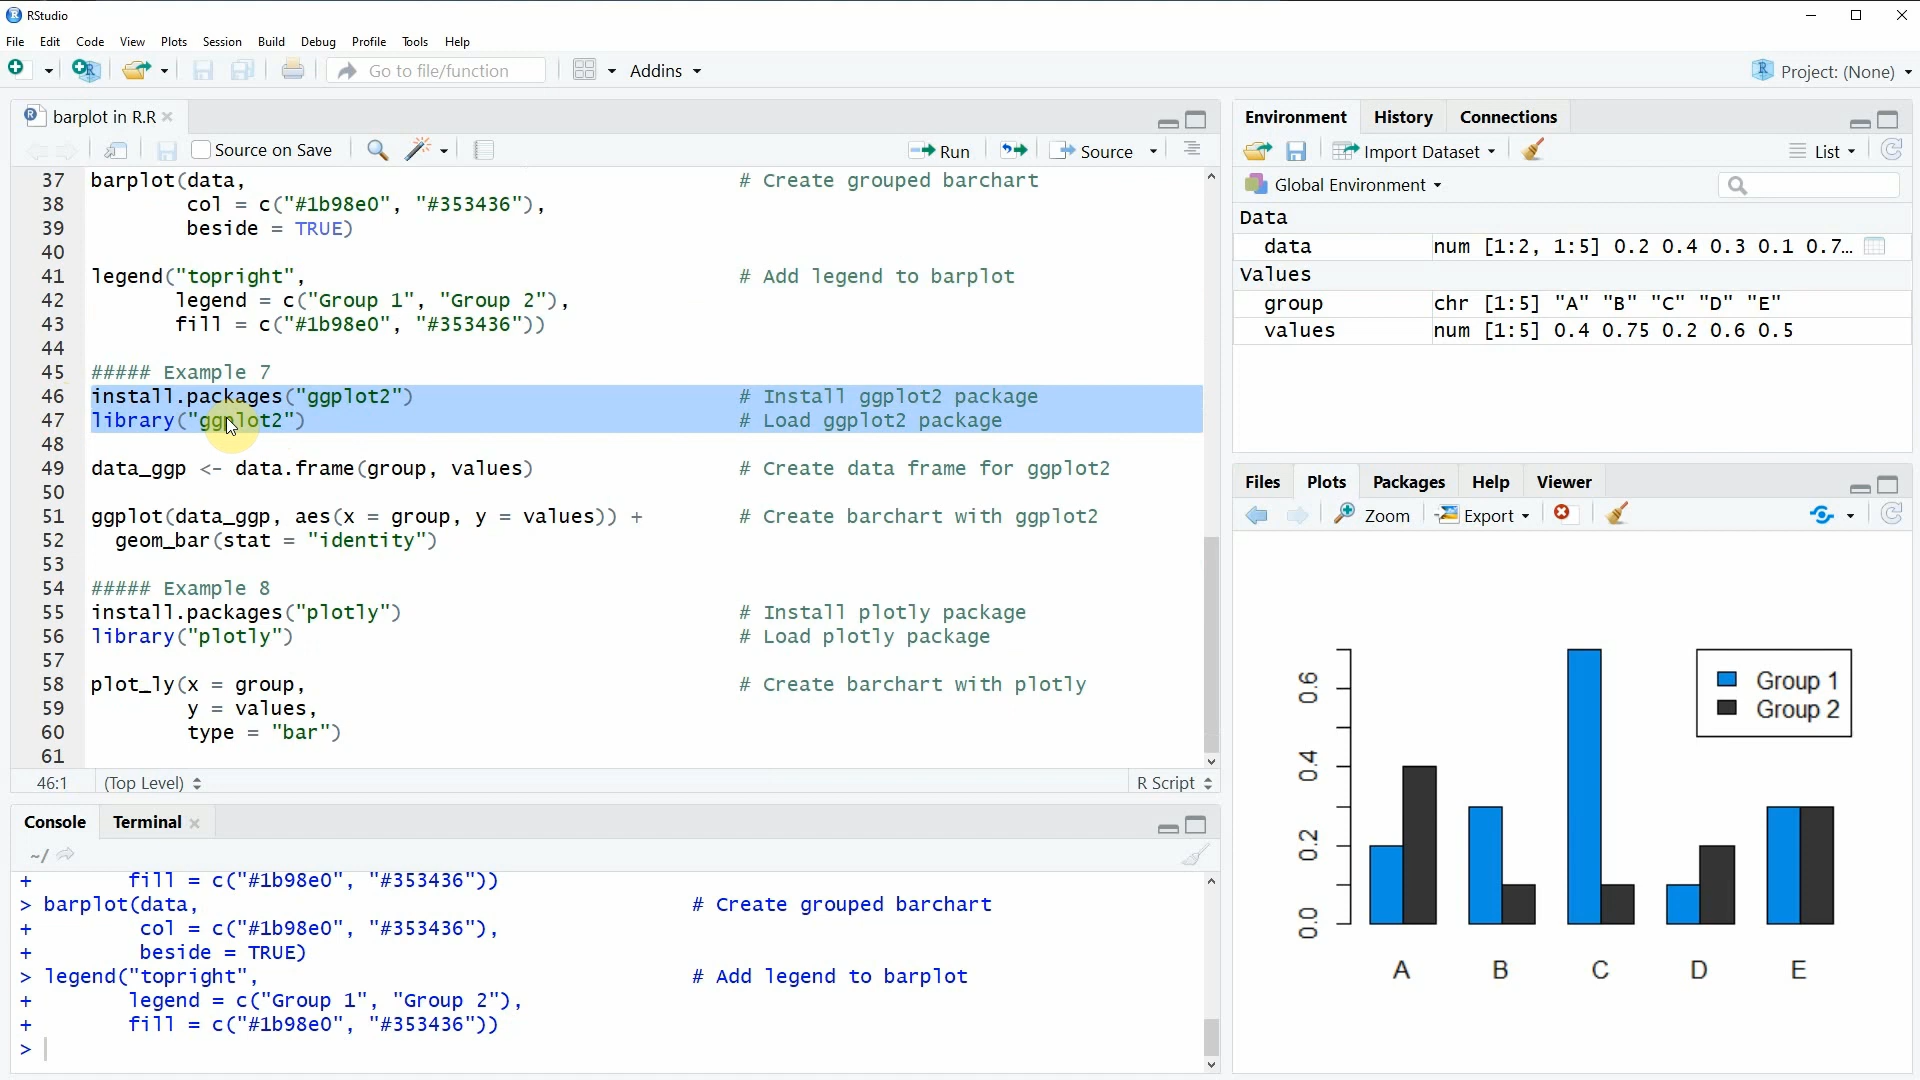 RStudio
File Edit Code View Plots Session Build Debug Profile Tools Help
Go to file/function Addins Project: (None)
barplot in R.R
Source on Save Run Source
37 barplot(data, # Create grouped barchart
38 col = c("#1b98e0", "#353436"),
39 beside = TRUE)
40
41 legend("topright", # Add legend to barplot
42 legend = c("Group 1", "Group 2"),
43 fill = c("#1b98e0", "#353436"))
44
45 ##### Example 7
46 install.packages("ggplot2") # Install ggplot2 package
47 library("ggplot2") # Load ggplot2 package
48
49 data_ggp <- data.frame(group, values) # Create data frame for ggplot2
50
51 ggplot(data_ggp, aes(x = group, y = values)) + # Create barchart with ggplot2
52 geom_bar(stat = "identity")
53
54 ##### Example 8
55 install.packages("plotly") # Install plotly package
56 library("plotly") # Load plotly package
57
58 plot_ly(x = group, # Create barchart with plotly
59 y = values,
60 type = "bar")
61
46:1 (Top Level) R Script
Console Terminal
~/
+ fill = c("#1b98e0", "#353436"))
> barplot(data, # Create grouped barchart
+ col = c("#1b98e0", "#353436"),
+ beside = TRUE)
> legend("topright", # Add legend to barplot
+ legend = c("Group 1", "Group 2"),
+ fill = c("#1b98e0", "#353436"))
>
Environment History Connections
Import Dataset List
Global Environment
Data
data num [1:2, 1:5] 0.2 0.4 0.3 0.1 0.7...
Values
group chr [1:5] "A" "B" "C" "D" "E"
values num [1:5] 0.4 0.75 0.2 0.6 0.5
Files Plots Packages Help Viewer
Zoom Export
Group 1
Group 2
0.6
0.4
0.2
0.0
A B C D E